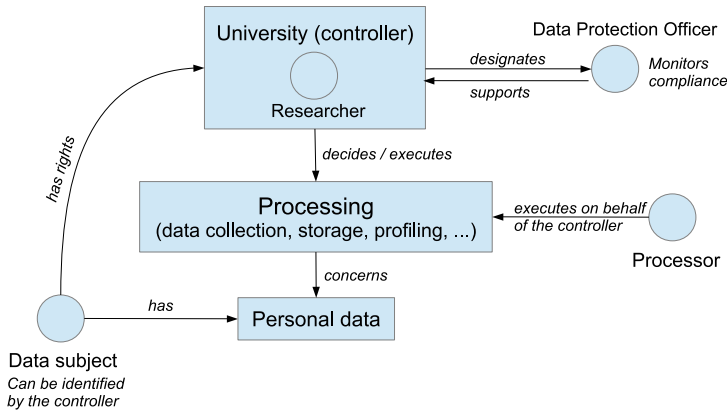 University (controller)
Researcher
Data Protection Officer
designates
supports
Monitors
compliance
has rights
decides / executes
Processing
(data collection, storage, profiling, ...)
executes on behalf
of the controller
Processor
concerns
has
Personal data
Data subject
Can be identified
by the controller